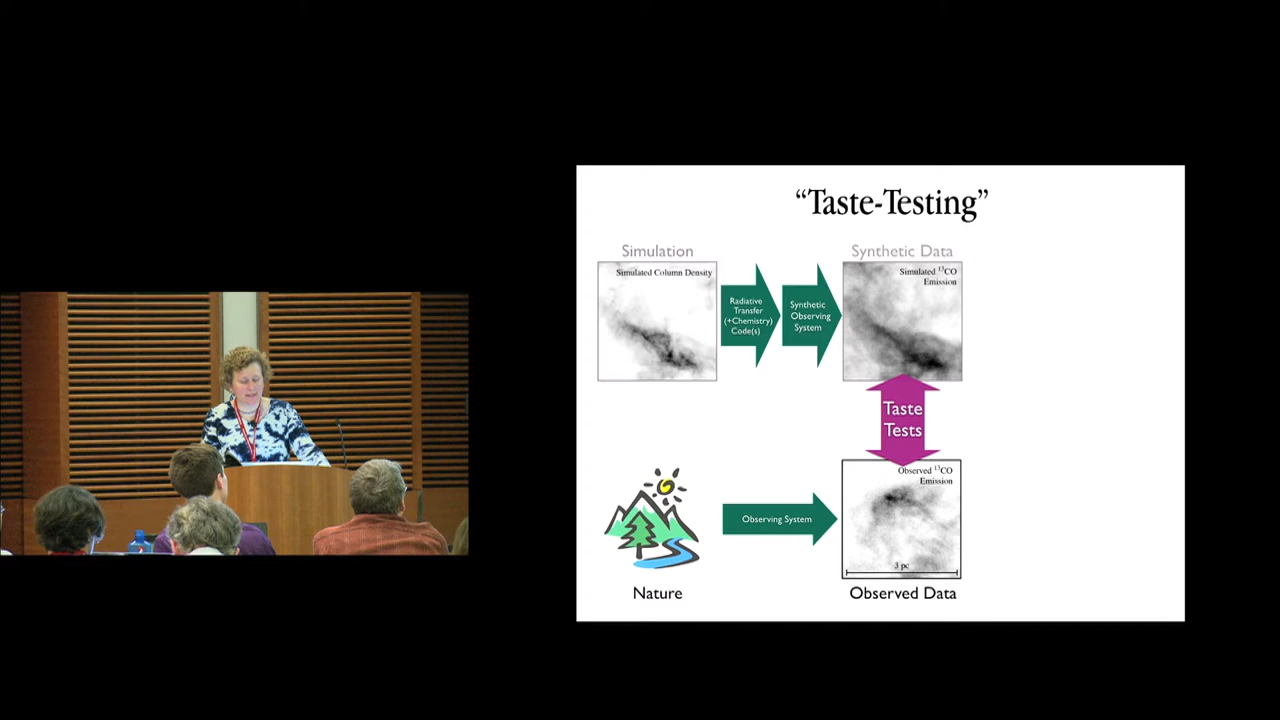 “Taste-Testing”
Simulation
Simulated Column Density
Radiative
Transfer
(+Chemistry)
Code(s)
Synthetic
Observing
System
Synthetic Data
Simulated ¹³CO
Emission
Taste
Tests
Nature
Observing System
Observed ¹³CO
Emission
3 pc
Observed Data